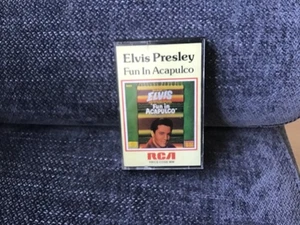 Elvis Presley
Fun In Acapulco
ELVIS
"Fun in
ACAPULCO"
RCA